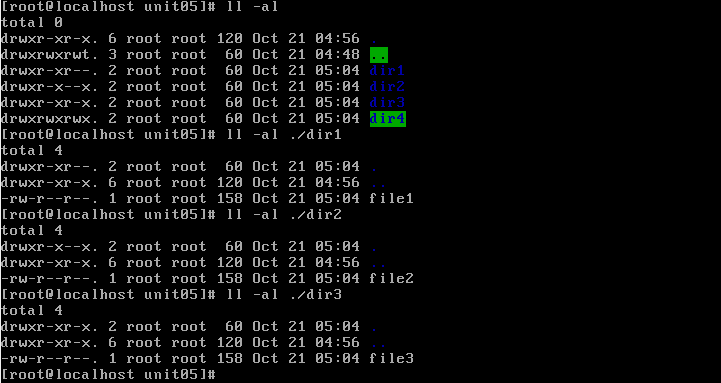 [root@localhost unit05]# ll -al
total 0
drwxr-xr-x. 6 root root 120 Oct 21 04:56 .
drwxrwxrwt. 3 root root  60 Oct 21 04:48 ..
drwxr-xr--. 2 root root  60 Oct 21 05:04 dir1
drwxr-x--x. 2 root root  60 Oct 21 05:04 dir2
drwxr-xr-x. 2 root root  60 Oct 21 05:04 dir3
drwxrwxrwx. 2 root root  60 Oct 21 05:04 dir4
[root@localhost unit05]# ll -al ./dir1
total 4
drwxr-xr--. 2 root root  60 Oct 21 05:04 .
drwxr-xr-x. 6 root root 120 Oct 21 04:56 ..
-rw-r--r--. 1 root root 158 Oct 21 05:04 file1
[root@localhost unit05]# ll -al ./dir2
total 4
drwxr-x--x. 2 root root  60 Oct 21 05:04 .
drwxr-xr-x. 6 root root 120 Oct 21 04:56 ..
-rw-r--r--. 1 root root 158 Oct 21 05:04 file2
[root@localhost unit05]# ll -al ./dir3
total 4
drwxr-xr-x. 2 root root  60 Oct 21 05:04 .
drwxr-xr-x. 6 root root 120 Oct 21 04:56 ..
-rw-r--r--. 1 root root 158 Oct 21 05:04 file3
[root@localhost unit05]#